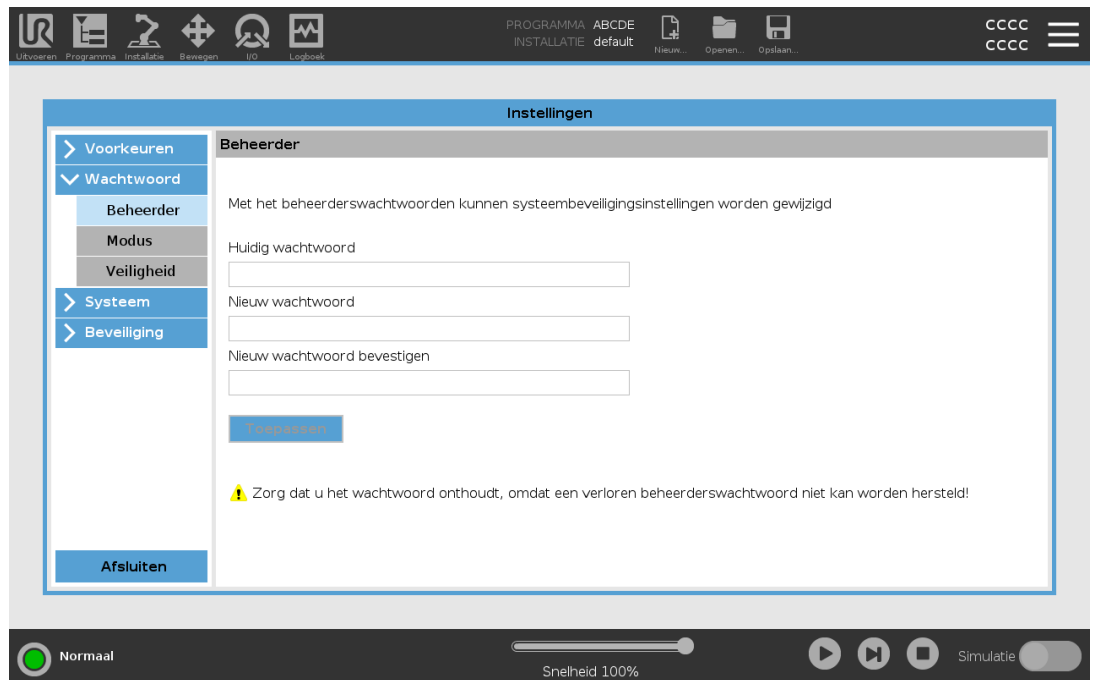 PROGRAMMA ABCDE
INSTALLATIE default
Uitvoeren Programma Installatie Bewegen I/O Logboek
Nieuw... Openen... Opslaan...
CCCC
CCCC
Instellingen
Voorkeuren
Wachtwoord
Beheerder
Modus
Veiligheid
Systeem
Beveiliging
Afsluiten
Beheerder
Met het beheerderswachtwoorden kunnen systeembeveiligingsinstellingen worden gewijzigd
Huidig wachtwoord
Nieuw wachtwoord
Nieuw wachtwoord bevestigen
Toepassen
Zorg dat u het wachtwoord onthoudt, omdat een verloren beheerderswachtwoord niet kan worden hersteld!
Normaal
Snelheid 100%
Simulatie